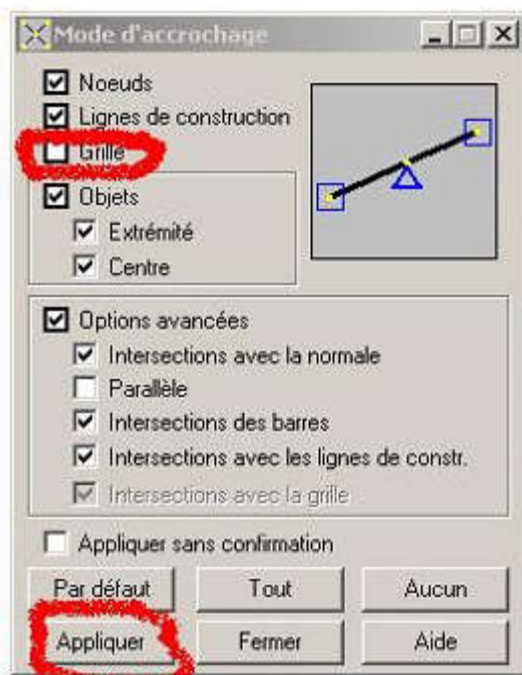 Mode d'accrochage
Noeuds
Lignes de construction
Grille
Objets
Extrémité
Centre
Options avancées
Intersections avec la normale
Parallèle
Intersections des barres
Intersections avec les lignes de constr.
Intersections avec la grille
Appliquer sans confirmation
Par défaut Tout Aucun
Appliquer Fermer Aide